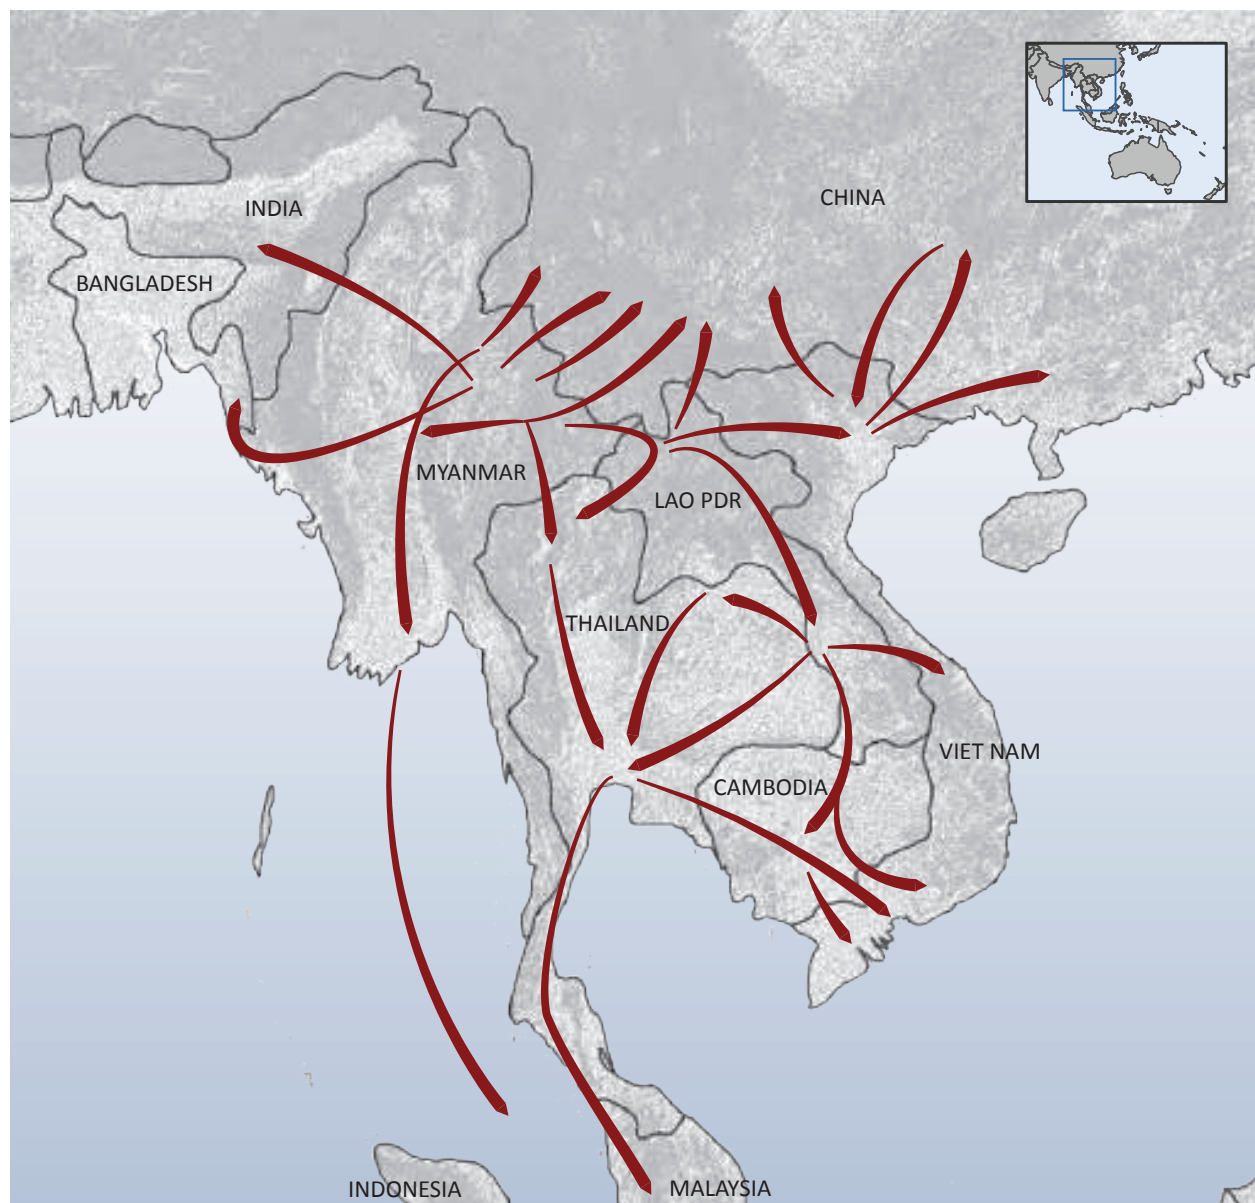 CHINA
INDIA
BANGLADESH
MYANMAR
LAO PDR
THAILAND
VIET NAM
CAMBODIA
INDONESIA
MALAYSIA